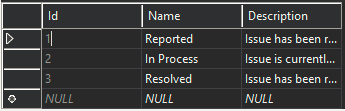 Id Name Description
1 Reported Issue has been r...
2 In Process Issue is currentl...
3 Resolved Issue has been r...
NULL NULL NULL